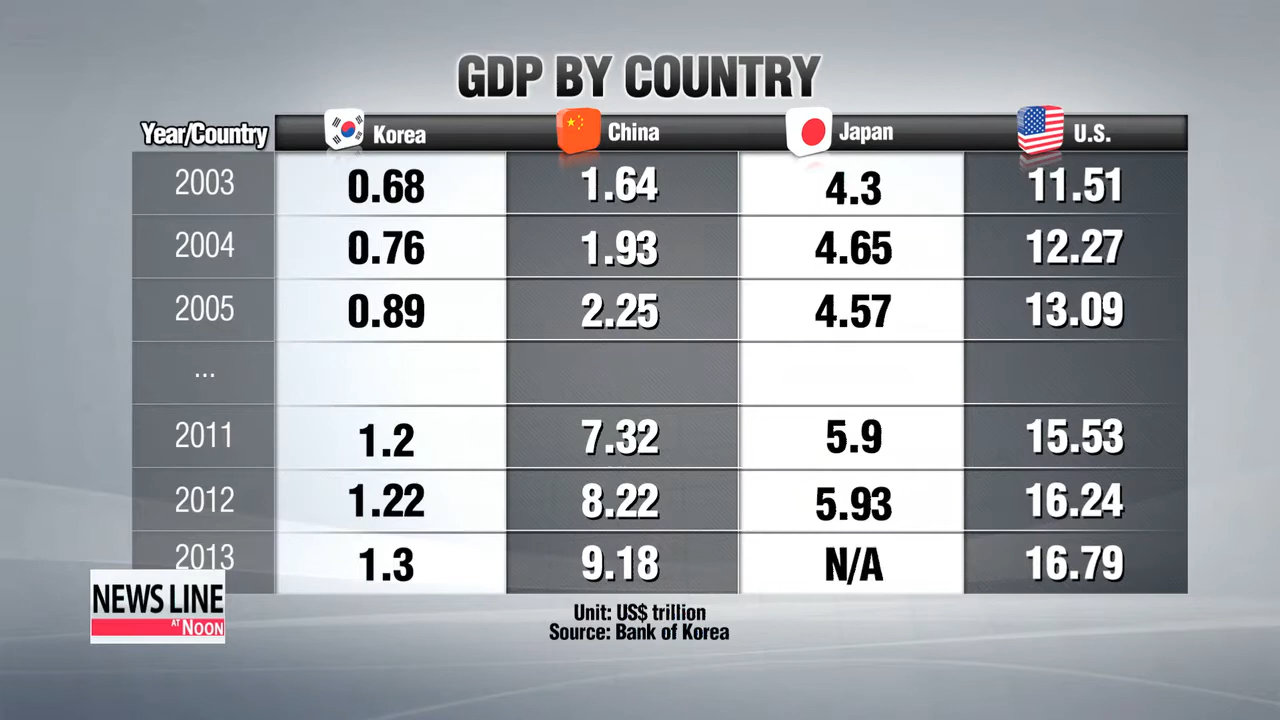 GDP BY COUNTRY
Year/Country Korea China Japan U.S.
2003 0.68 1.64 4.3 11.51
2004 0.76 1.93 4.65 12.27
2005 0.89 2.25 4.57 13.09
...
2011 1.2 7.32 5.9 15.53
2012 1.22 8.22 5.93 16.24
2013 1.3 9.18 N/A 16.79
NEWS LINE
AT NOON
Unit: US$ trillion
Source: Bank of Korea